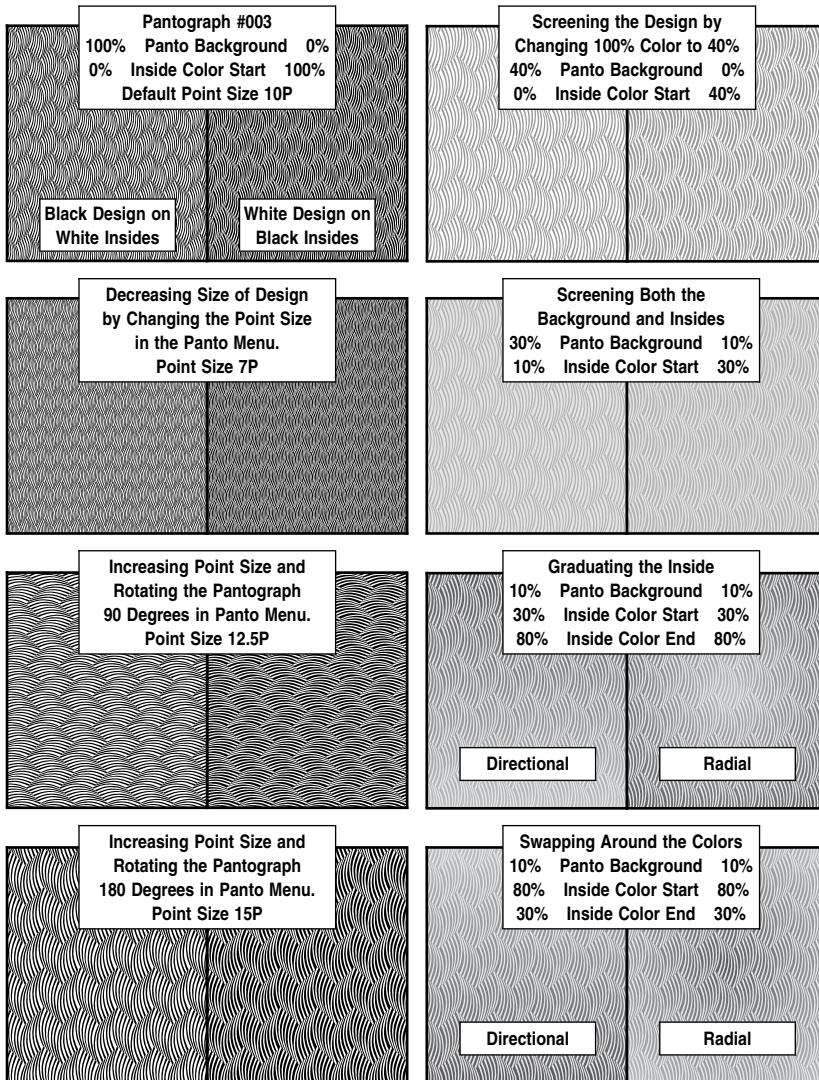 Pantograph #003
100% Panto Background 0%
0% Inside Color Start 100%
Default Point Size 10P
Black Design on
White Insides
White Design on
Black Insides
Screening the Design by
Changing 100% Color to 40%
40% Panto Background 0%
0% Inside Color Start 40%
Decreasing Size of Design
by Changing the Point Size
in the Panto Menu.
Point Size 7P
Screening Both the
Background and Insides
30% Panto Background 10%
10% Inside Color Start 30%
Increasing Point Size and
Rotating the Pantograph
90 Degrees in Panto Menu.
Point Size 12.5P
Graduating the Inside
10% Panto Background 10%
30% Inside Color Start 30%
80% Inside Color End 80%
Directional
Radial
Increasing Point Size and
Rotating the Pantograph
180 Degrees in Panto Menu.
Point Size 15P
Swapping Around the Colors
10% Panto Background 10%
80% Inside Color Start 80%
30% Inside Color End 30%
Directional
Radial